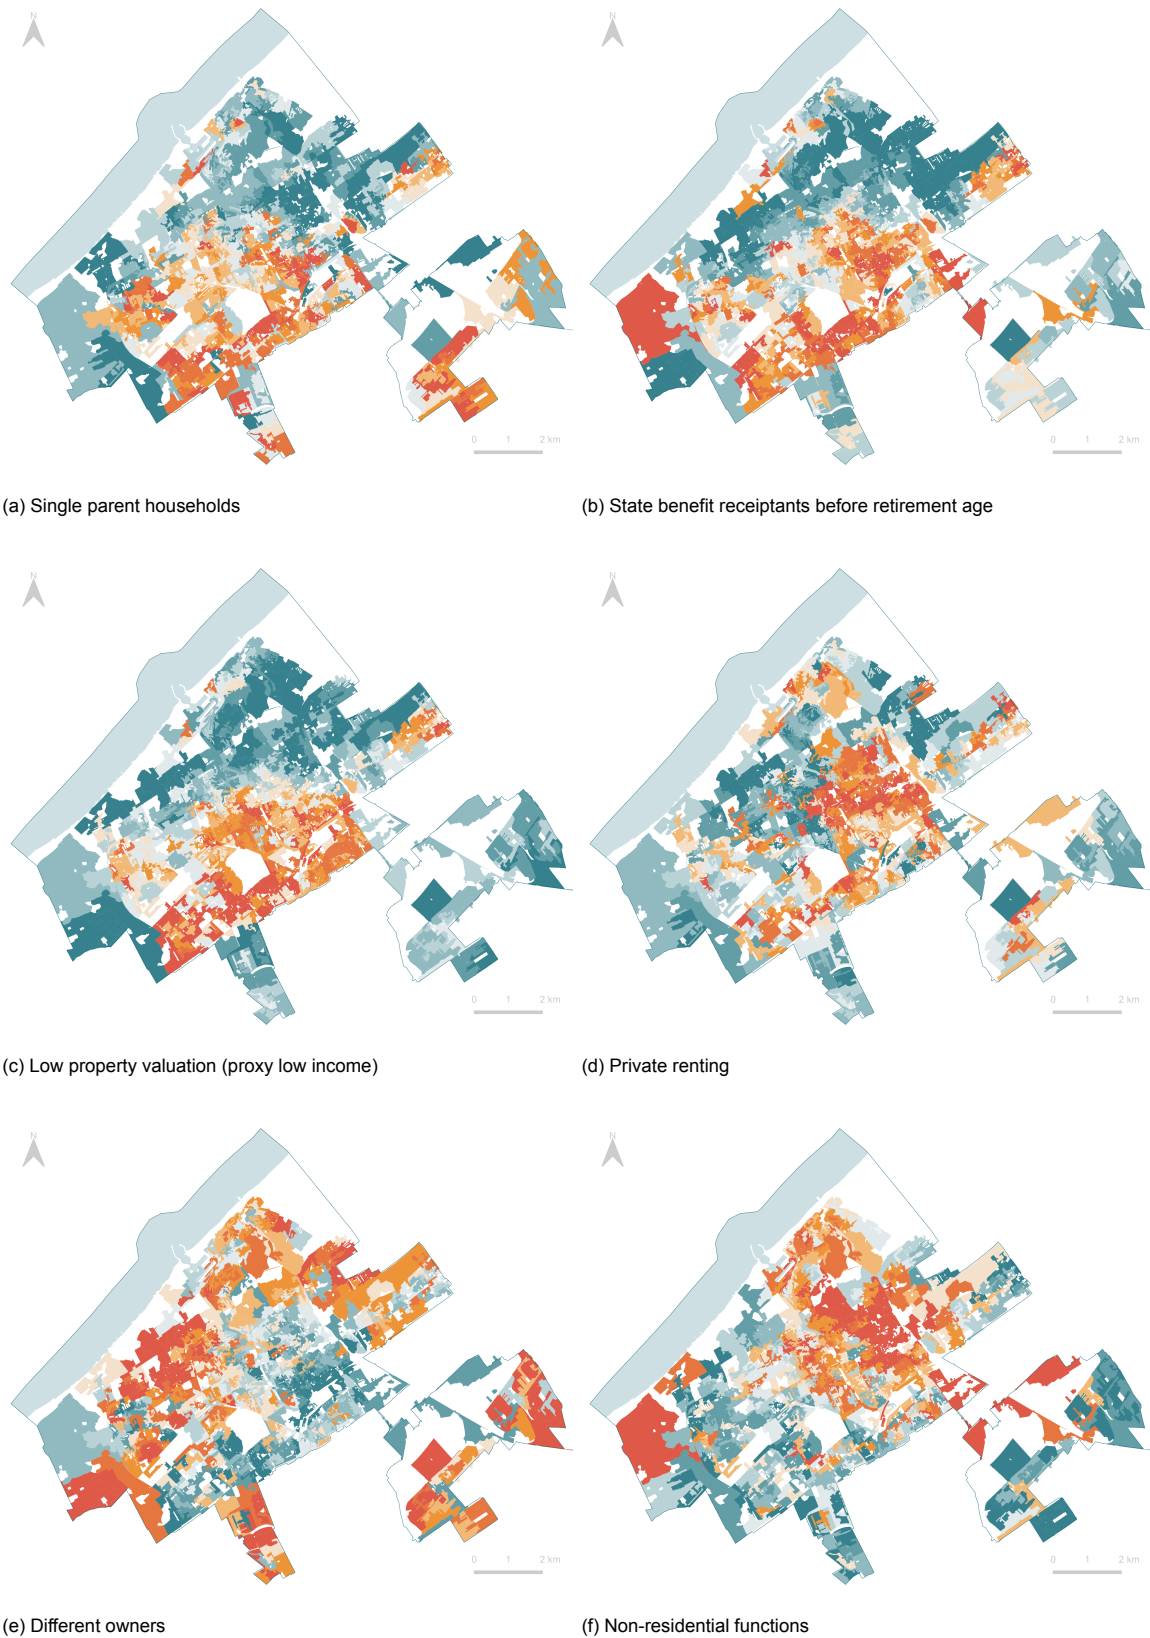 N
N
0 1 2 km
0 1 2 km
(a) Single parent households
(b) State benefit receiptants before retirement age
N
N
0 1 2 km
0 1 2 km
(c) Low property valuation (proxy low income)
(d) Private renting
N
N
0 1 2 km
0 1 2 km
(e) Different owners
(f) Non-residential functions